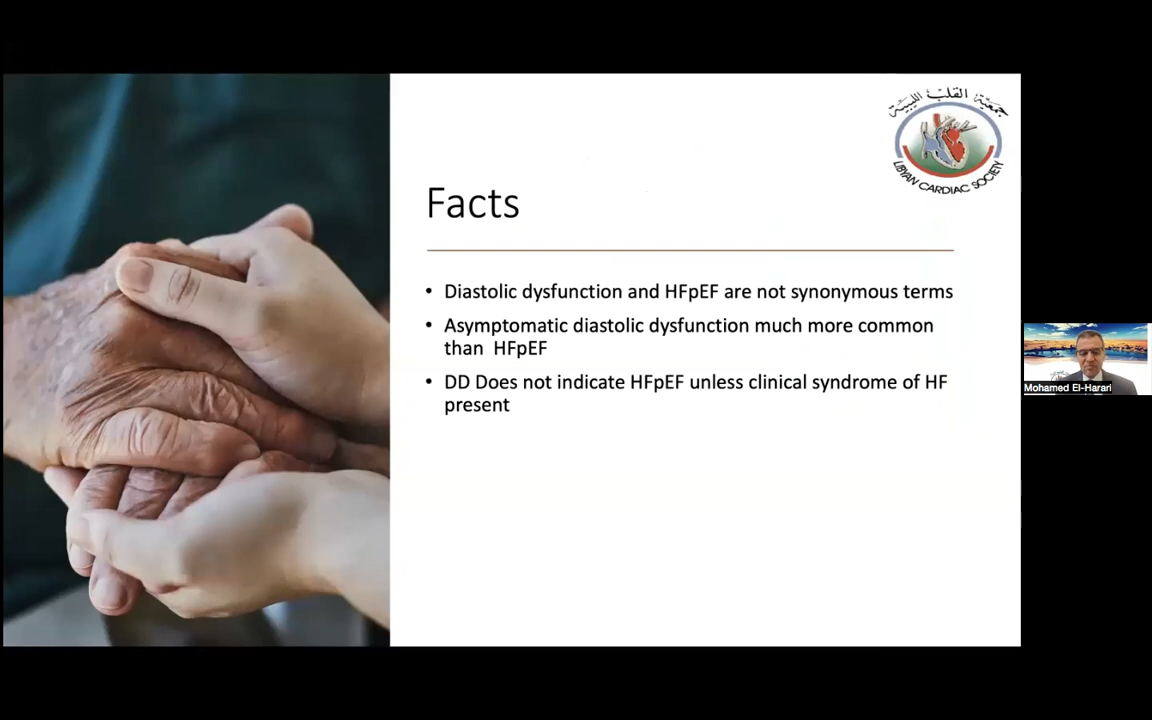 جمعية القلب الليبية
LIBYAN CARDIAC SOCIETY
Facts
• Diastolic dysfunction and HFpEF are not synonymous terms
• Asymptomatic diastolic dysfunction much more common
than HFpEF
• DD Does not indicate HFpEF unless clinical syndrome of HF
present
Mohamed El-Harari